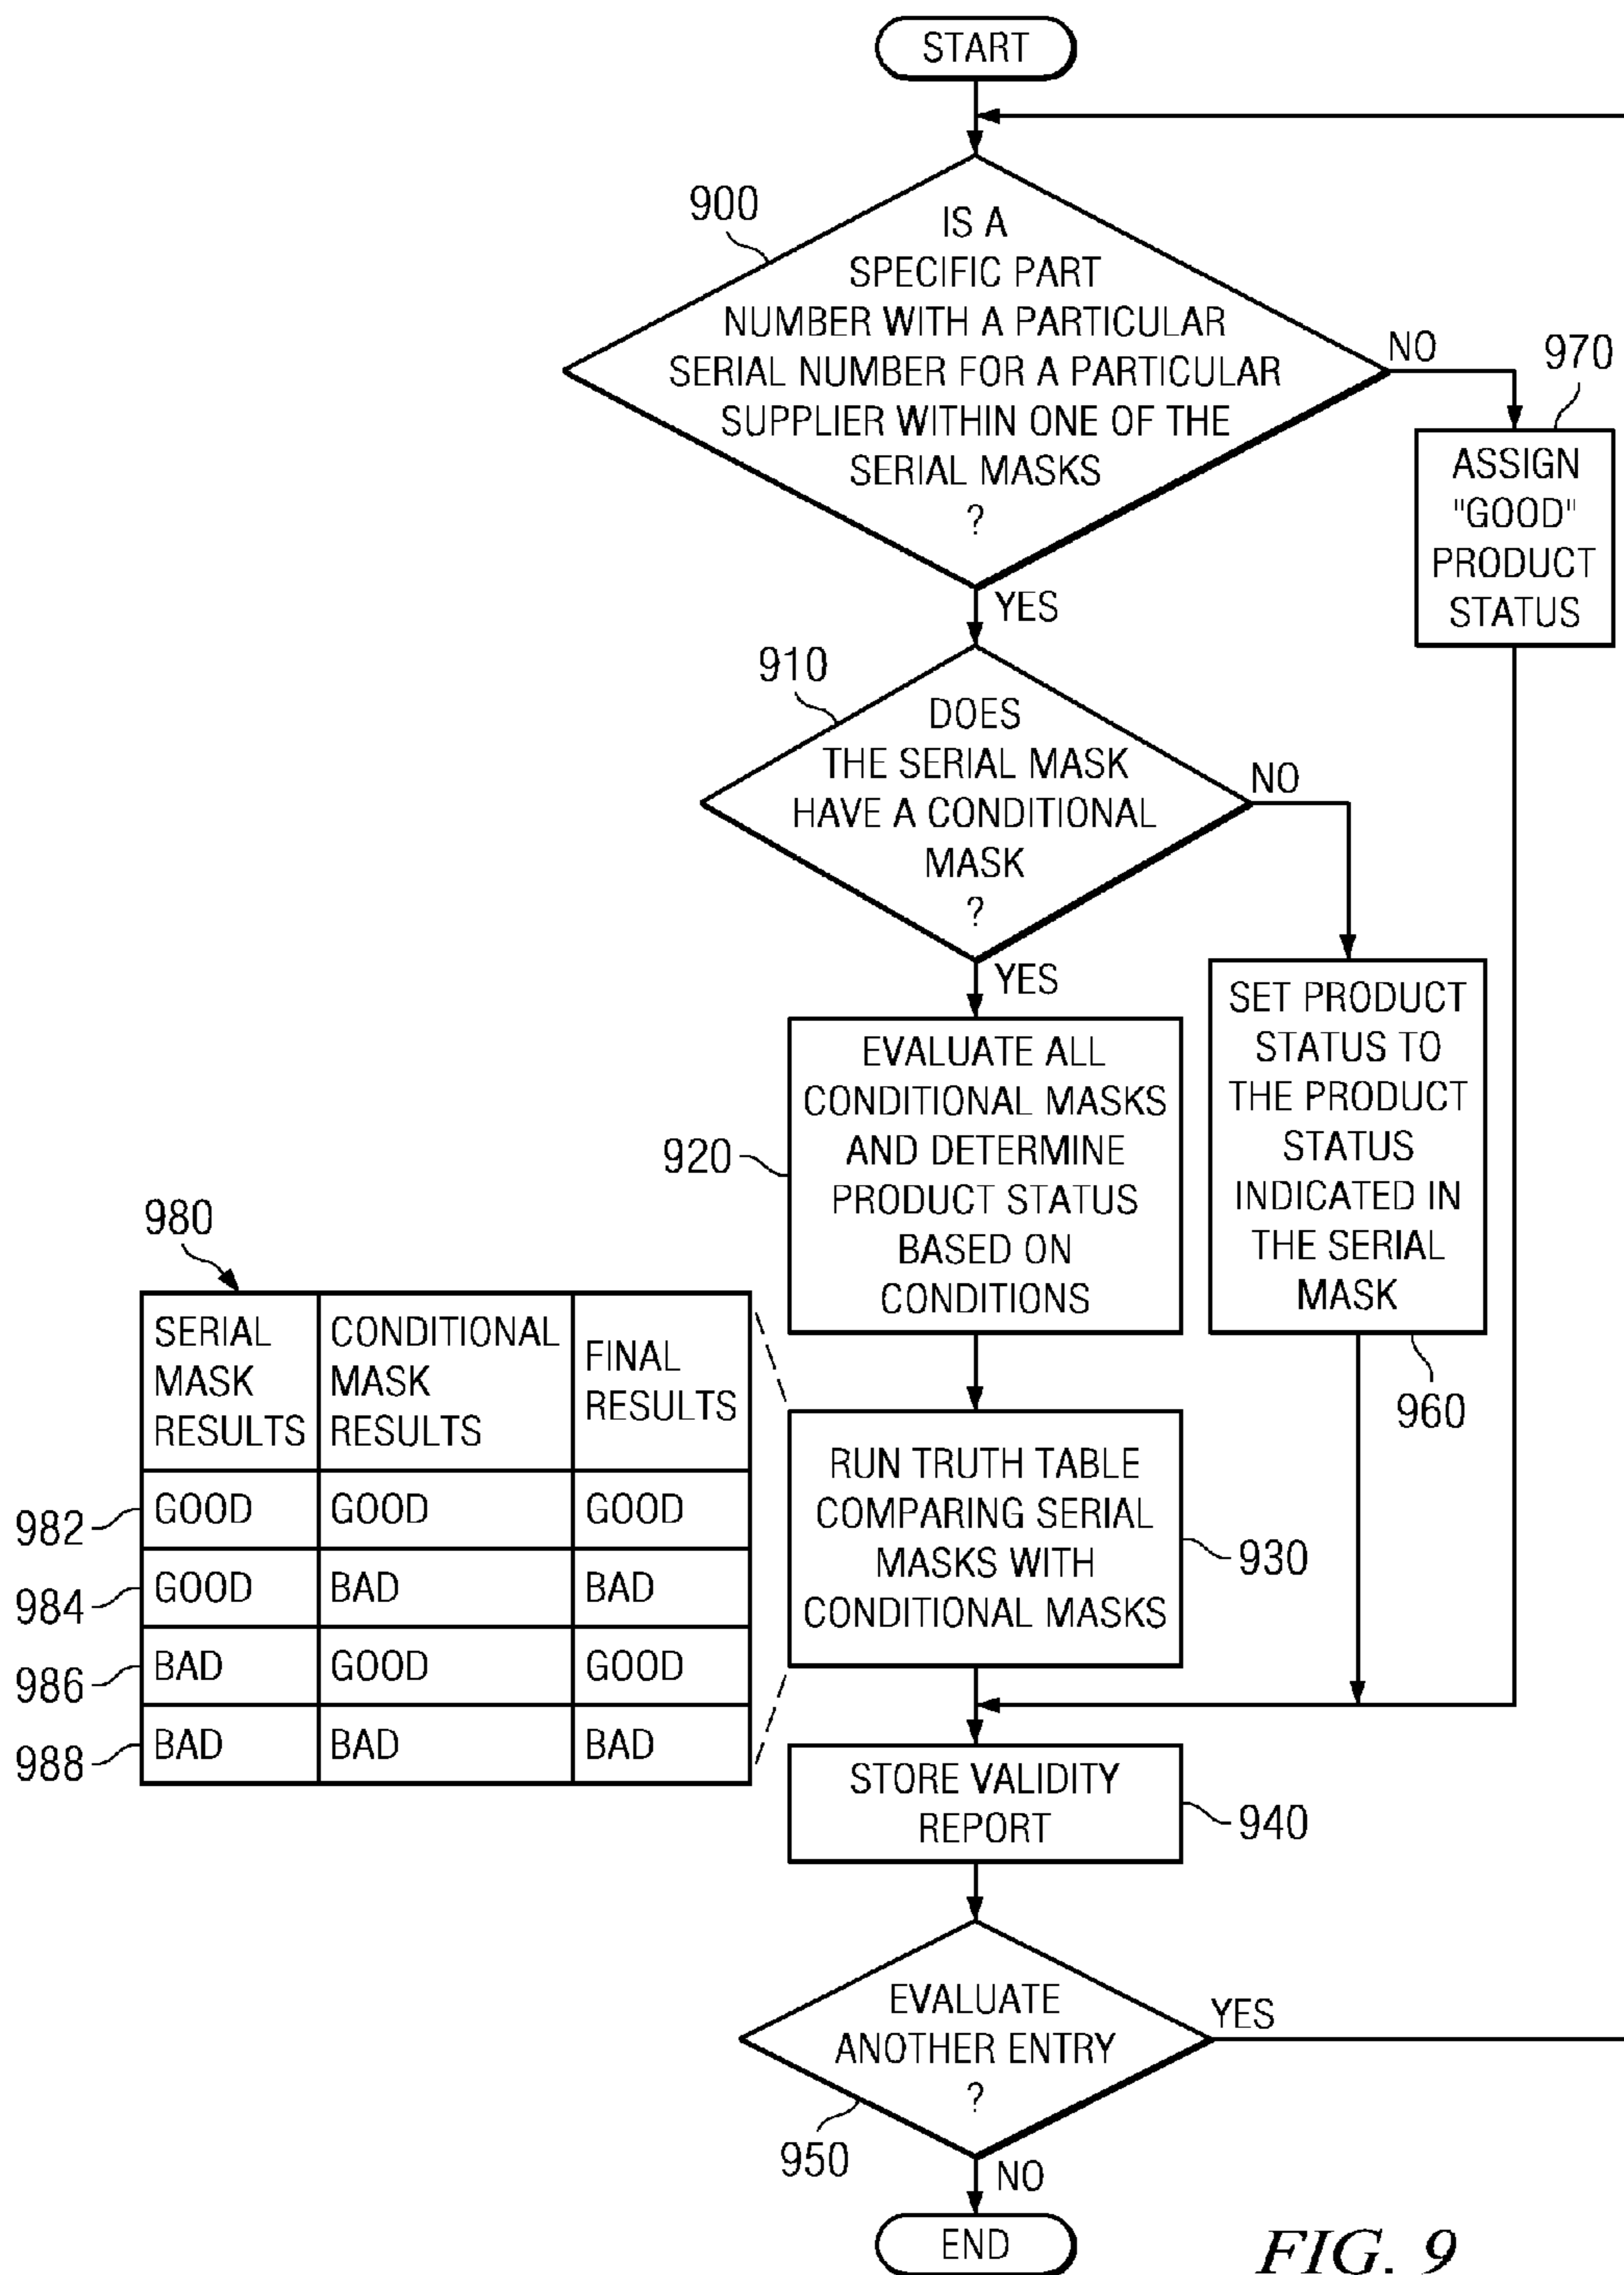 START
900
IS A
SPECIFIC PART
NUMBER WITH A PARTICULAR
SERIAL NUMBER FOR A PARTICULAR
SUPPLIER WITHIN ONE OF THE
SERIAL MASKS
?
NO
970
ASSIGN
"GOOD"
PRODUCT
STATUS
YES
910
DOES
THE SERIAL MASK
HAVE A CONDITIONAL
MASK
?
NO
YES
920
EVALUATE ALL
CONDITIONAL MASKS
AND DETERMINE
PRODUCT STATUS
BASED ON
CONDITIONS
SET PRODUCT
STATUS TO
THE PRODUCT
STATUS
INDICATED IN
THE SERIAL
MASK
960
980
SERIAL
MASK
RESULTS
CONDITIONAL
MASK
RESULTS
FINAL
RESULTS
982
GOOD
GOOD
GOOD
984
GOOD
BAD
BAD
986
BAD
GOOD
GOOD
988
BAD
BAD
BAD
RUN TRUTH TABLE
COMPARING SERIAL
MASKS WITH
CONDITIONAL MASKS
930
STORE VALIDITY
REPORT
940
EVALUATE
ANOTHER ENTRY
?
YES
950
NO
END
FIG. 9